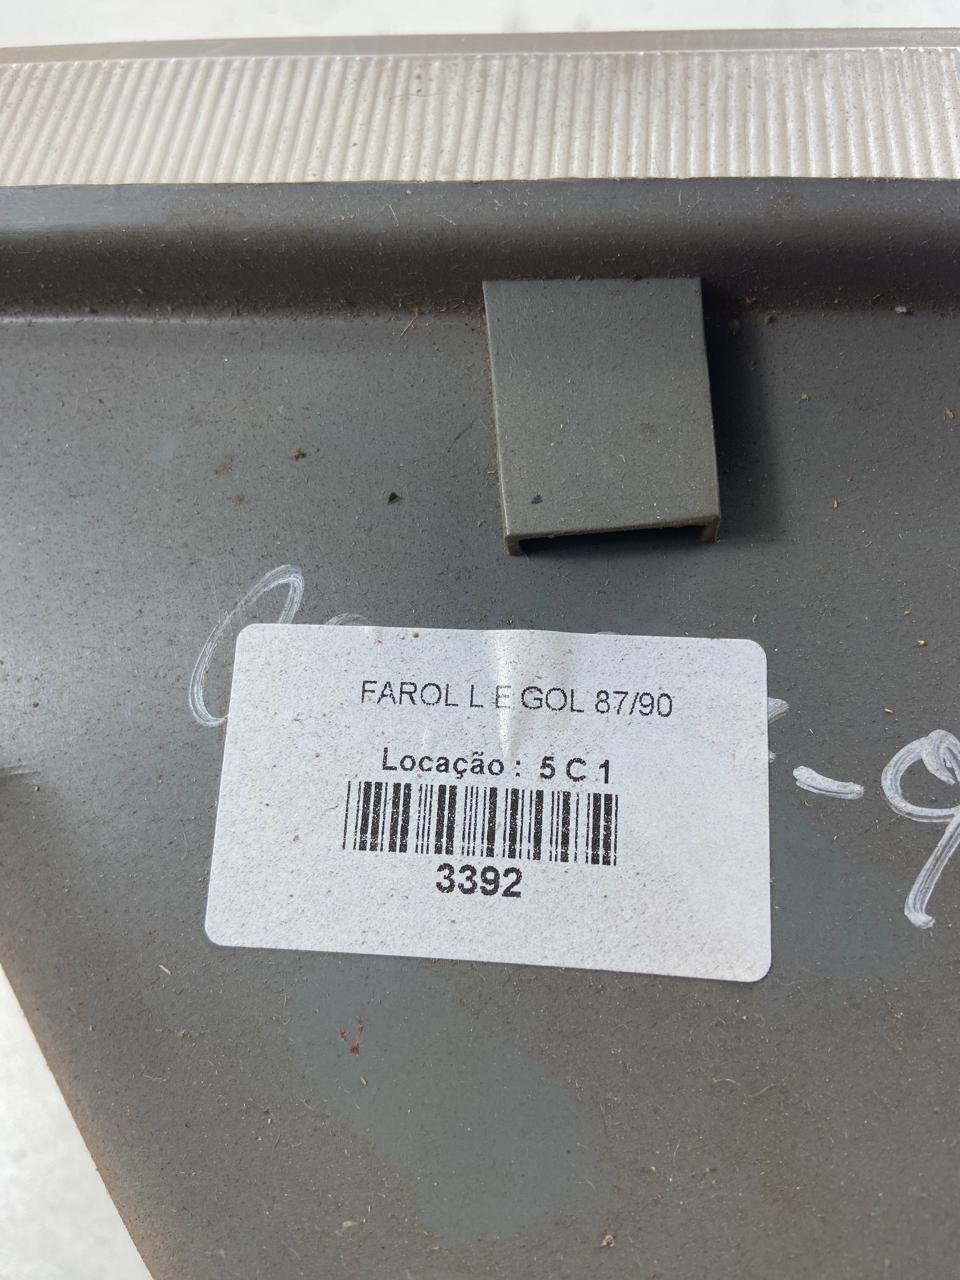 FAROL L E GOL 87/90
Locação : 5 C 1
3392